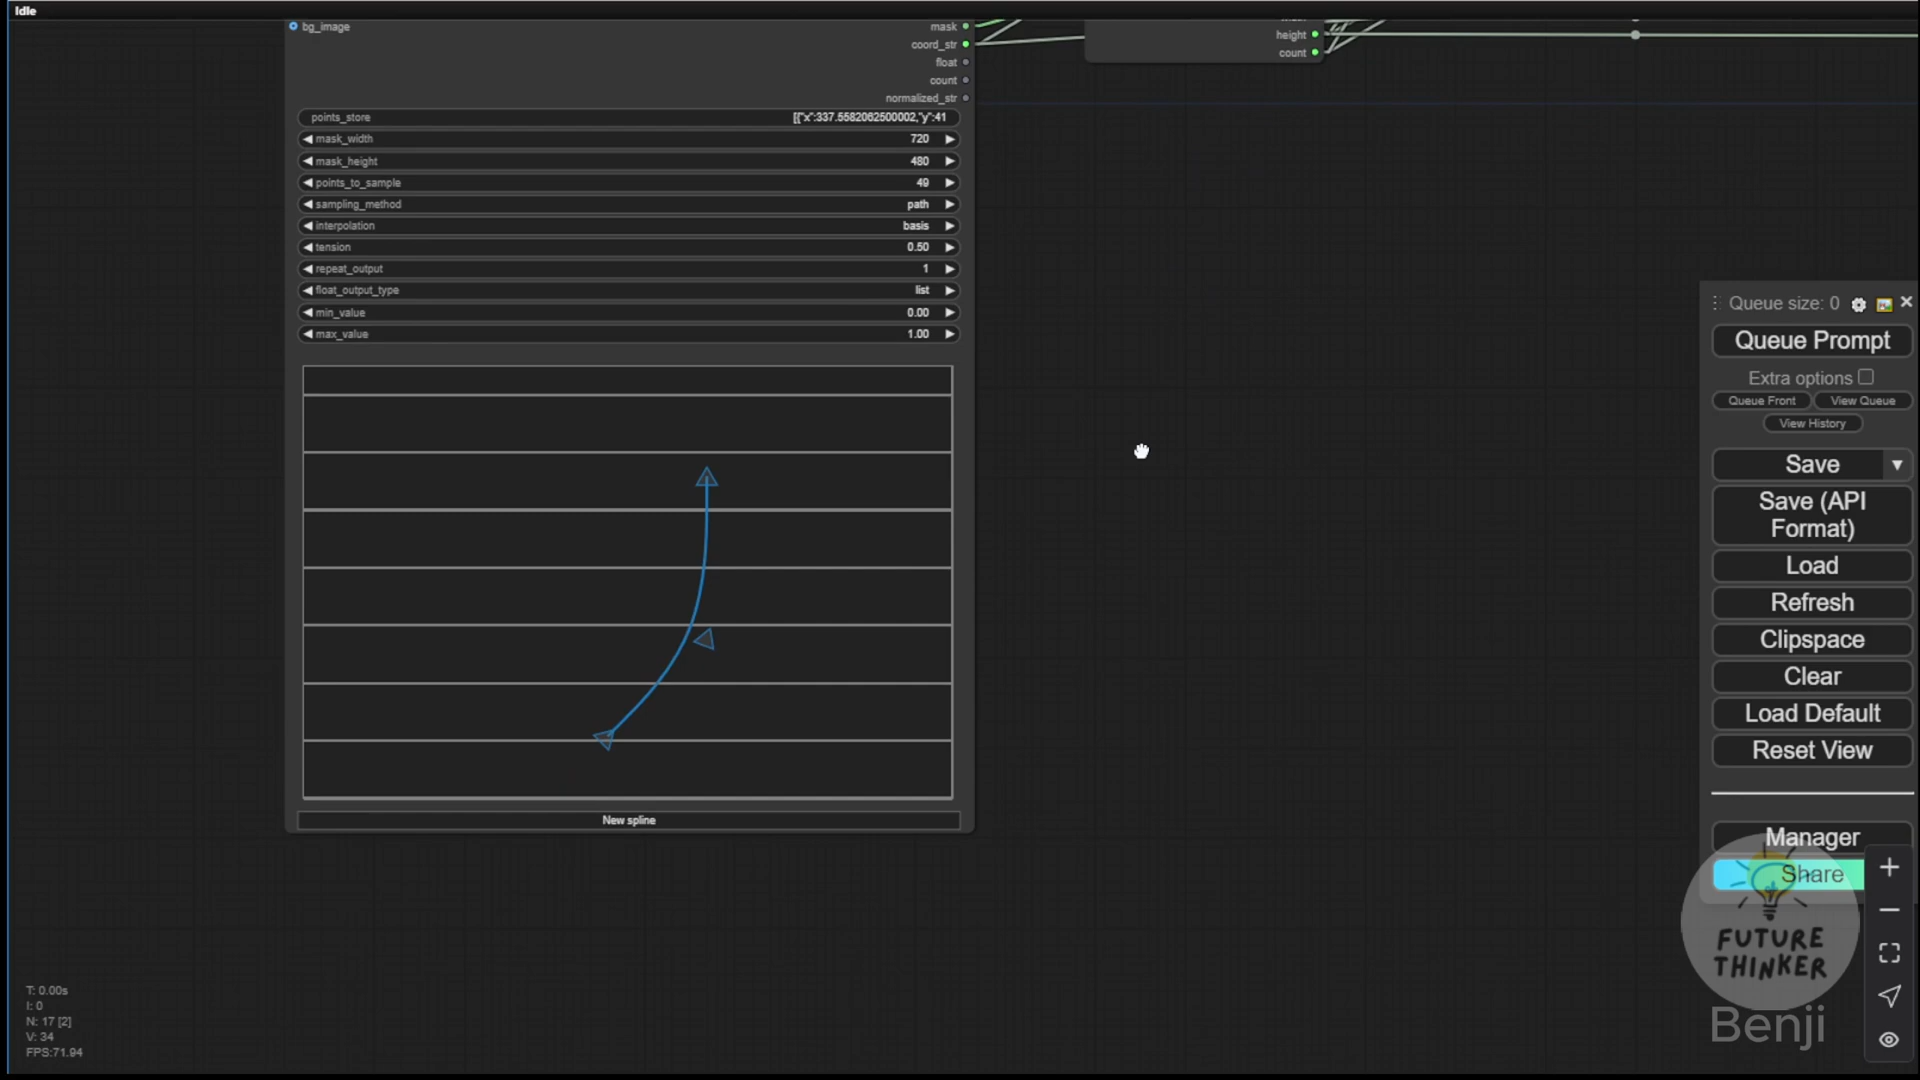 Idle
bg_image
mask
coord_str
float
count
normalized_str
height
count
points_store [{"x":337.5582062500002,"y":41
mask_width 720
mask_height 480
points_to_sample 49
sampling_method path
interpolation basis
tension 0.50
repeat_output 1
float_output_type list
min_value 0.00
max_value 1.00
New spline
Queue size: 0
Queue Prompt
Extra options
Queue Front
View Queue
View History
Save
Save (API
Format)
Load
Refresh
Clipspace
Clear
Load Default
Reset View
Manager
Share
FUTURE
THINKER
Benji
T: 0.00s
I: 0
N: 17 [2]
V: 34
FPS:71.94